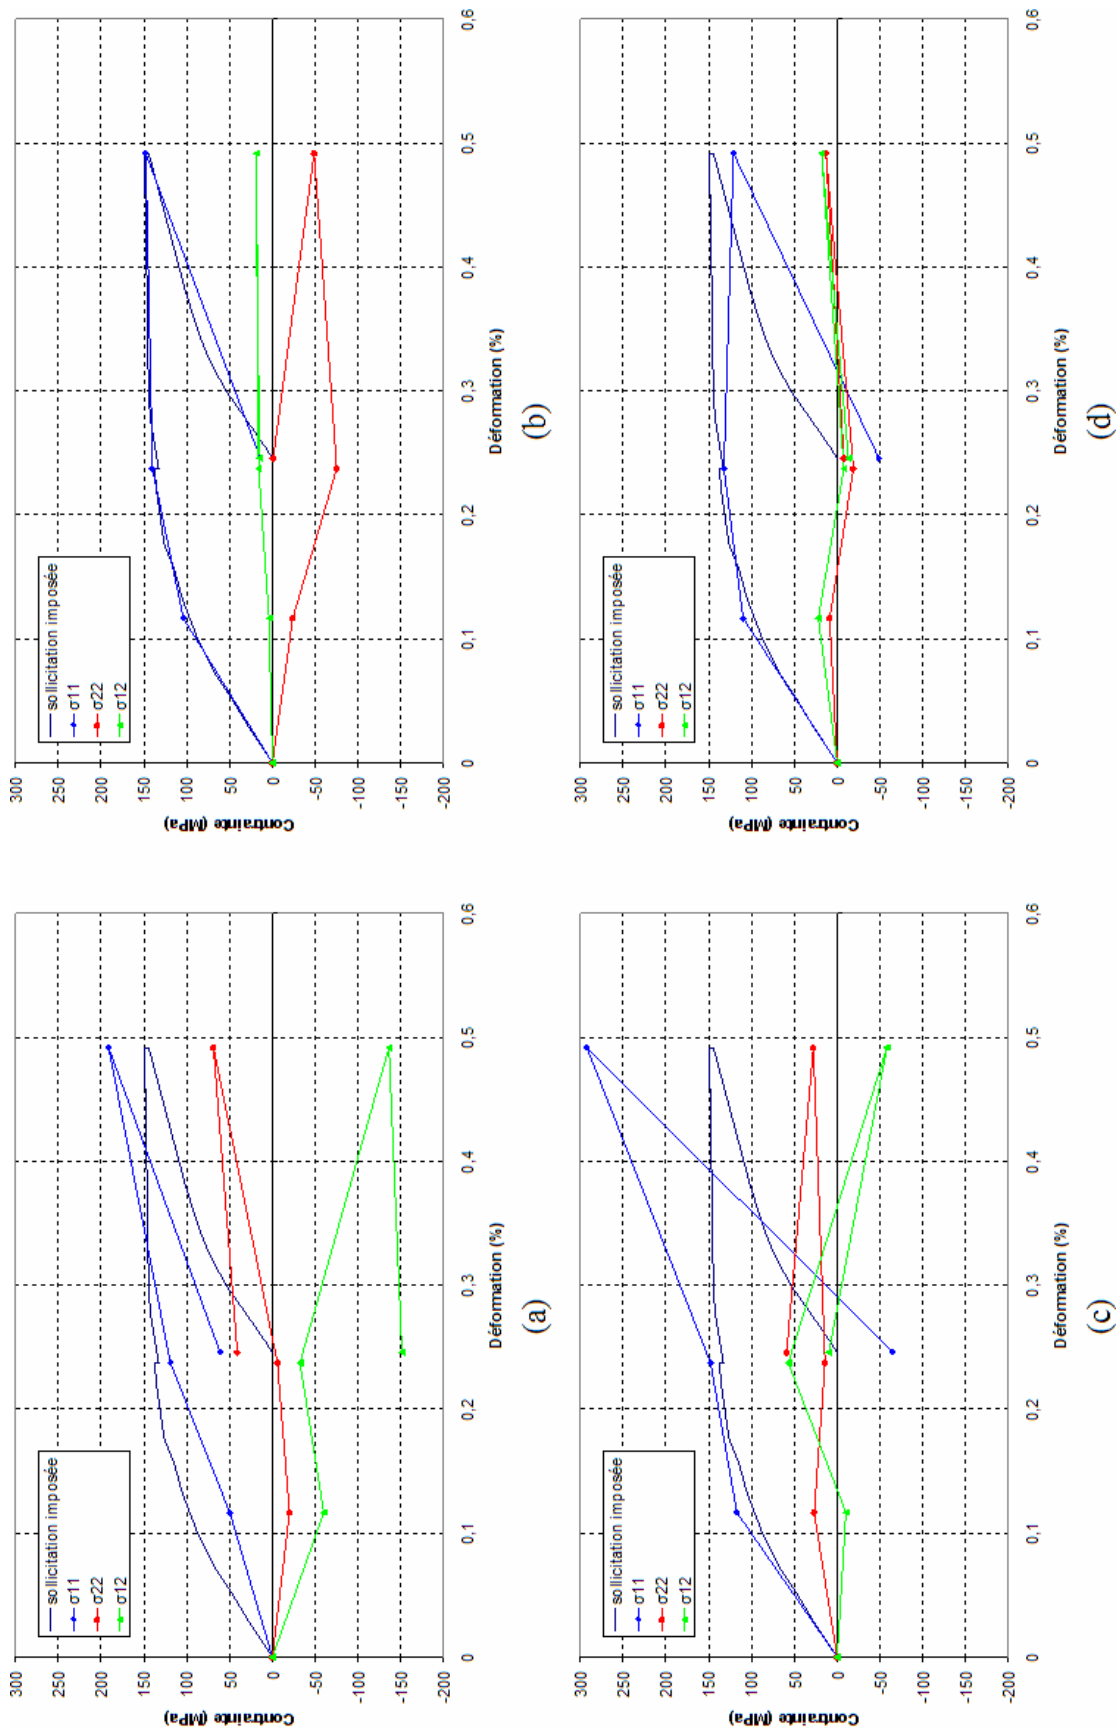 300
250
200
150
100
50
0
-50
-100
-150
-200
Contrainte (MPa)
sollicitation imposée
σ11
σ22
σ12
0
0,1
0,2
0,3
0,4
0,5
0,6
Déformation (%)
(a)
300
250
200
150
100
50
0
-50
-100
-150
-200
Contrainte (MPa)
sollicitation imposée
σ11
σ22
σ12
0
0,1
0,2
0,3
0,4
0,5
0,6
Déformation (%)
(b)
300
250
200
150
100
50
0
-50
-100
-150
-200
Contrainte (MPa)
sollicitation imposée
σ11
σ22
σ12
0
0,1
0,2
0,3
0,4
0,5
0,6
Déformation (%)
(c)
300
250
200
150
100
50
0
-50
-100
-150
-200
Contrainte (MPa)
sollicitation imposée
σ11
σ22
σ12
0
0,1
0,2
0,3
0,4
0,5
0,6
Déformation (%)
(d)